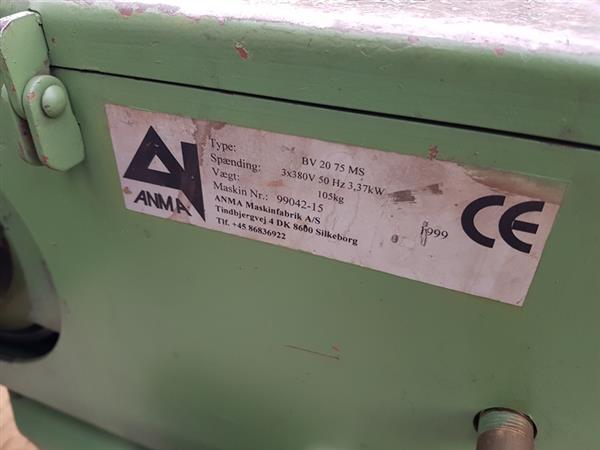 ANMA
Type: BV 20 75 MS
Spænding: 3x380V 50 Hz 3,37kW
Vægt: 105kg
Maskin Nr.: 99042-15
ANMA Maskinfabrik A/S
Tindbjergvej 4 DK 8600 Silkeborg
Tlf. +45 86836922
1999
CE